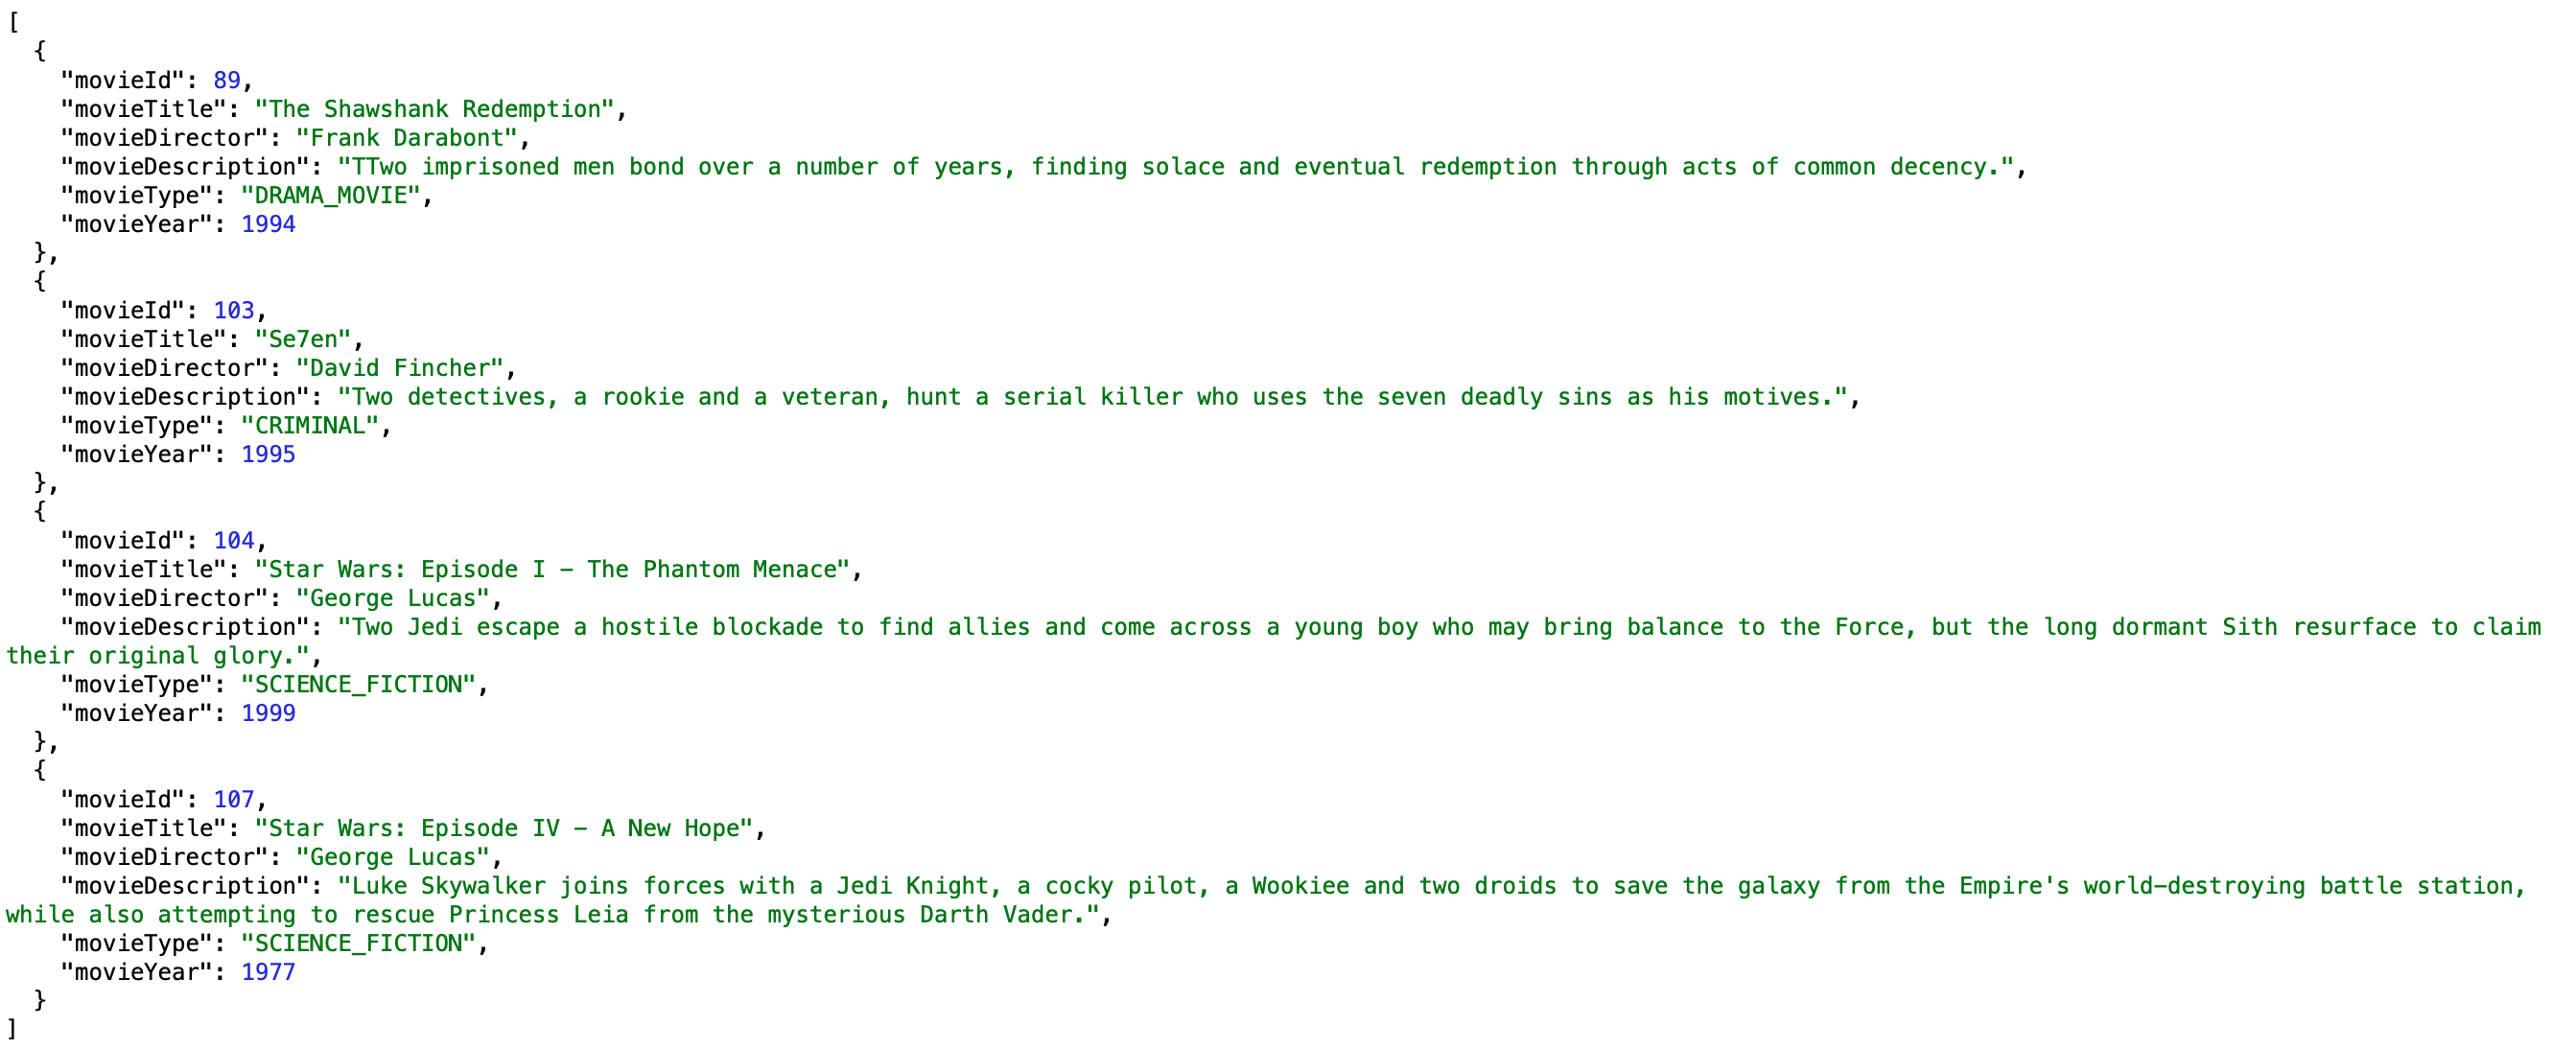 [
  {
    "movieId": 89,
    "movieTitle": "The Shawshank Redemption",
    "movieDirector": "Frank Darabont",
    "movieDescription": "TTwo imprisoned men bond over a number of years, finding solace and eventual redemption through acts of common decency.",
    "movieType": "DRAMA_MOVIE",
    "movieYear": 1994
  },
  {
    "movieId": 103,
    "movieTitle": "Se7en",
    "movieDirector": "David Fincher",
    "movieDescription": "Two detectives, a rookie and a veteran, hunt a serial killer who uses the seven deadly sins as his motives.",
    "movieType": "CRIMINAL",
    "movieYear": 1995
  },
  {
    "movieId": 104,
    "movieTitle": "Star Wars: Episode I – The Phantom Menace",
    "movieDirector": "George Lucas",
    "movieDescription": "Two Jedi escape a hostile blockade to find allies and come across a young boy who may bring balance to the Force, but the long dormant Sith resurface to claim
their original glory.",
    "movieType": "SCIENCE_FICTION",
    "movieYear": 1999
  },
  {
    "movieId": 107,
    "movieTitle": "Star Wars: Episode IV – A New Hope",
    "movieDirector": "George Lucas",
    "movieDescription": "Luke Skywalker joins forces with a Jedi Knight, a cocky pilot, a Wookiee and two droids to save the galaxy from the Empire's world–destroying battle station,
while also attempting to rescue Princess Leia from the mysterious Darth Vader.",
    "movieType": "SCIENCE_FICTION",
    "movieYear": 1977
  }
]